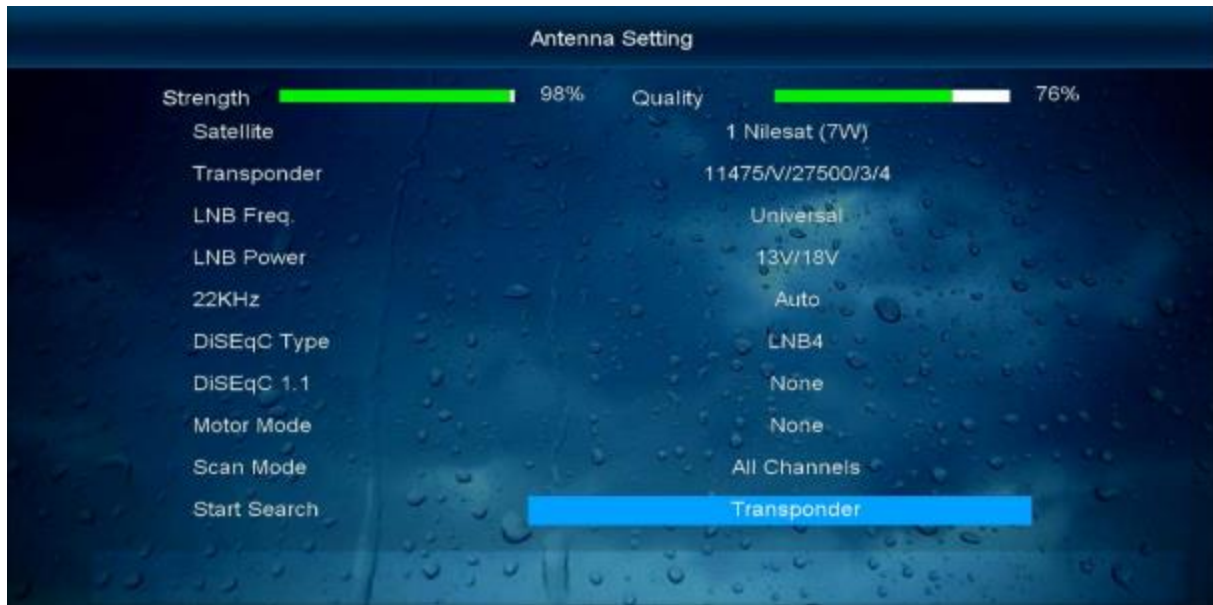 Antenna Setting
Strength 98% Quality 76%
Satellite 1 Nilesat (7W)
Transponder 11475/V/27500/3/4
LNB Freq. Universal
LNB Power 13V/18V
22KHz Auto
DiSEqC Type LNB4
DiSEqC 1.1 None
Motor Mode None
Scan Mode All Channels
Start Search Transponder